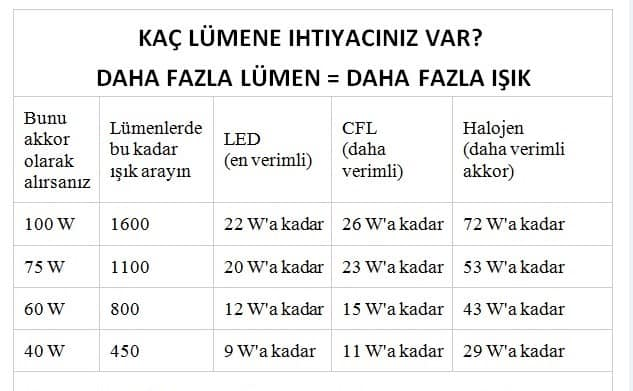 KAÇ LÜMENE IHTIYACINIZ VAR?
DAHA FAZLA LÜMEN = DAHA FAZLA IŞIK
Bunu
akkor
olarak
alırsanız
Lümenlerde
bu kadar
ışık arayın
LED
(en verimli)
CFL
(daha
verimli)
Halojen
(daha verimli
akkor)
100 W 1600 22 W'a kadar 26 W'a kadar 72 W'a kadar
75 W 1100 20 W'a kadar 23 W'a kadar 53 W'a kadar
60 W 800 12 W'a kadar 15 W'a kadar 43 W'a kadar
40 W 450 9 W'a kadar 11 W'a kadar 29 W'a kadar